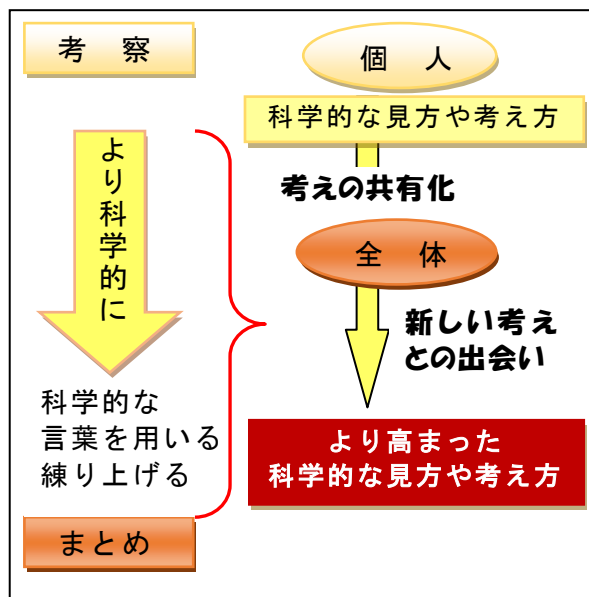 考 察
より科学的に
科学的な
言葉を用いる
練り上げる
まとめ
個 人
科学的な見方や考え方
考えの共有化
全 体
新しい考え
との出会い
より高まった
科学的な見方や考え方